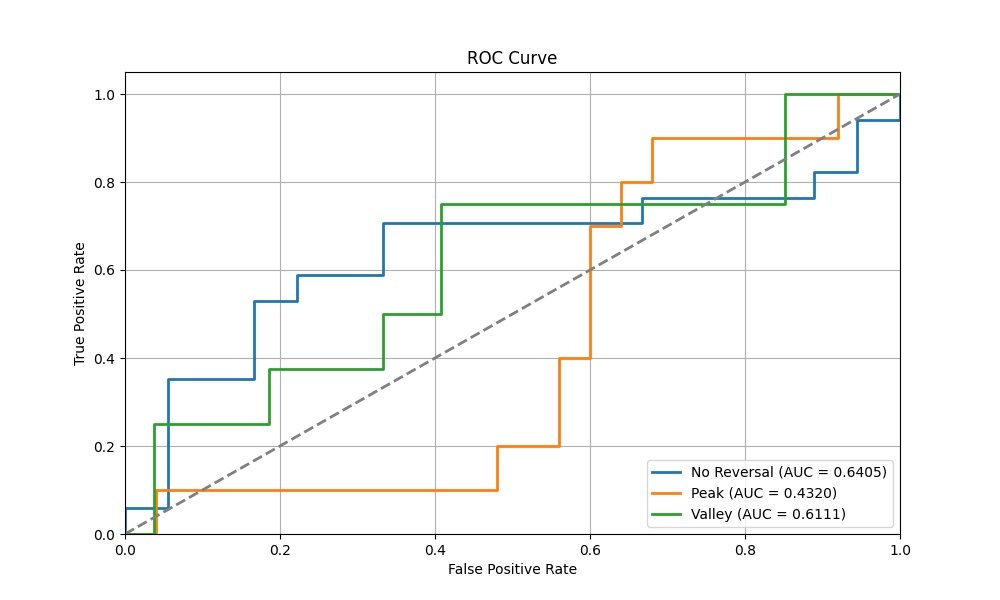 ROC Curve
True Positive Rate
1.0
0.8
0.6
0.4
0.2
0.0
0.0 0.2 0.4 0.6 0.8 1.0
False Positive Rate
No Reversal (AUC = 0.6405)
Peak (AUC = 0.4320)
Valley (AUC = 0.6111)